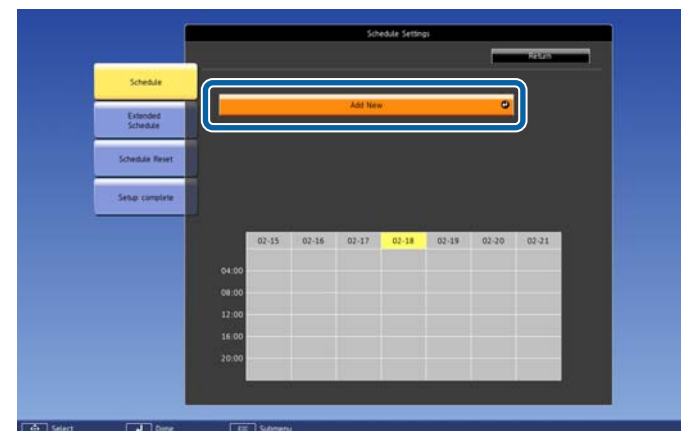 Schedule Settings
Return
Schedule
Add New
Extended
Schedule
Schedule Reset
Setup complete
02-15 02-16 02-17 02-18 02-19 02-20 02-21
04:00
08:00
12:00
16:00
20:00
Select Done Submenu